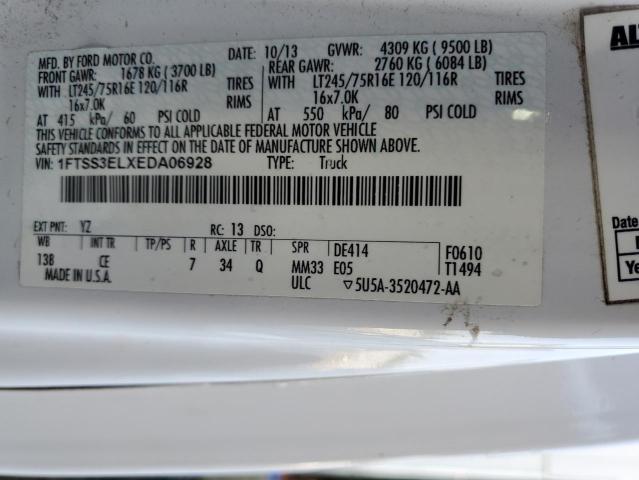 MFD. BY FORD MOTOR CO.
DATE: 10/13 GVWR: 4309 KG ( 9500 LB)
FRONT GAWR: 1678 KG ( 3700 LB) REAR GAWR: 2760 KG ( 6084 LB)
WITH LT245/75R16E 120/116R TIRES WITH LT245/75R16E 120/116R TIRES
16x7.0K RIMS 16x7.0K RIMS
AT 415 kPa/ 60 PSI COLD AT 550 kPa/ 80 PSI COLD
THIS VEHICLE CONFORMS TO ALL APPLICABLE FEDERAL MOTOR VEHICLE
SAFETY STANDARDS IN EFFECT ON THE DATE OF MANUFACTURE SHOWN ABOVE.
VIN: 1FTSS3ELXEDA06928 TYPE: Truck
EXT PNT: YZ RC: 13 DSO:
WB INT TR TP/PS R AXLE TR SPR DE414 F0610
138 CE 7 34 Q MM33 E05 T1494
MADE IN U.S.A. ULC ▽5U5A-3520472-AA
Date
Ye